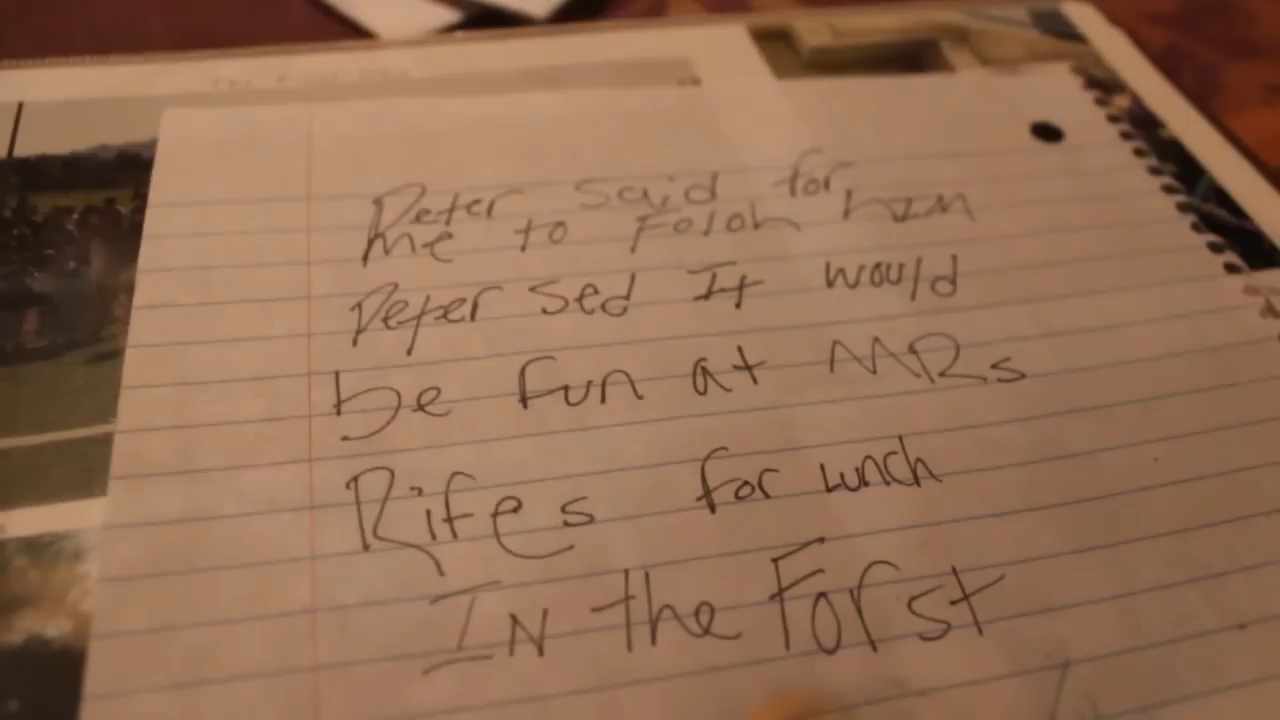 Peter said for
me to Foloh him
Peter sed It would
be fun at MRs
Rifes for lunch
IN the Forst